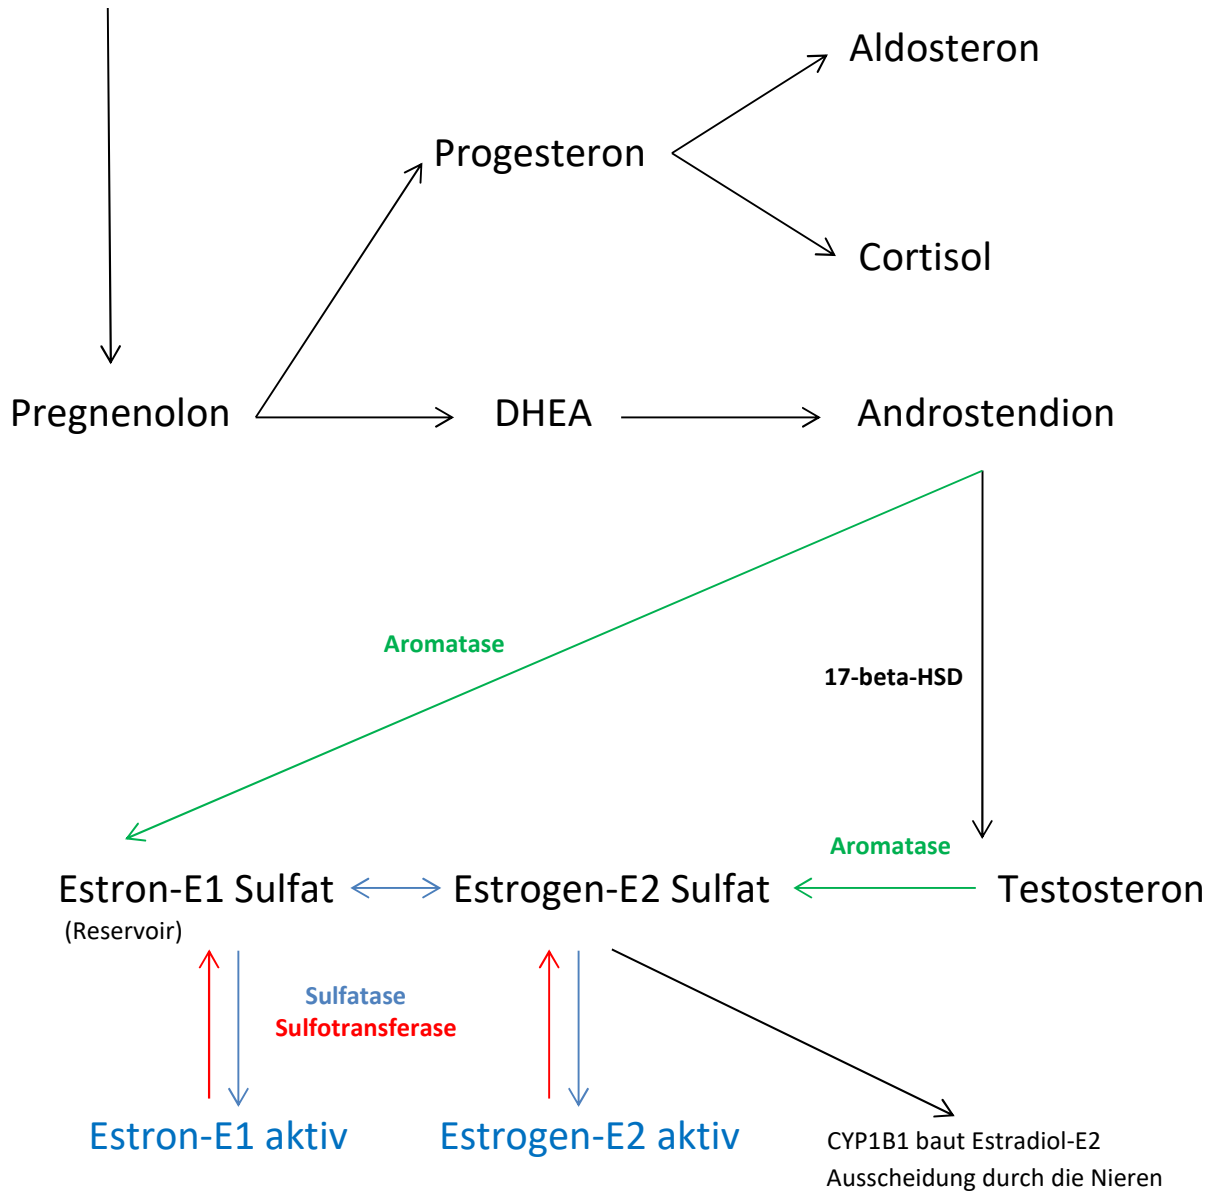 Aldosteron
Progesteron
Cortisol
Pregnenolon
DHEA
Androstendion
Aromatase
17-beta-HSD
Aromatase
Estron-E1 Sulfat
(Reservoir)
Estrogen-E2 Sulfat
Testosteron
Sulfatase
Sulfotransferase
Estron-E1 aktiv
Estrogen-E2 aktiv
CYP1B1 baut Estradiol-E2
Ausscheidung durch die Nieren